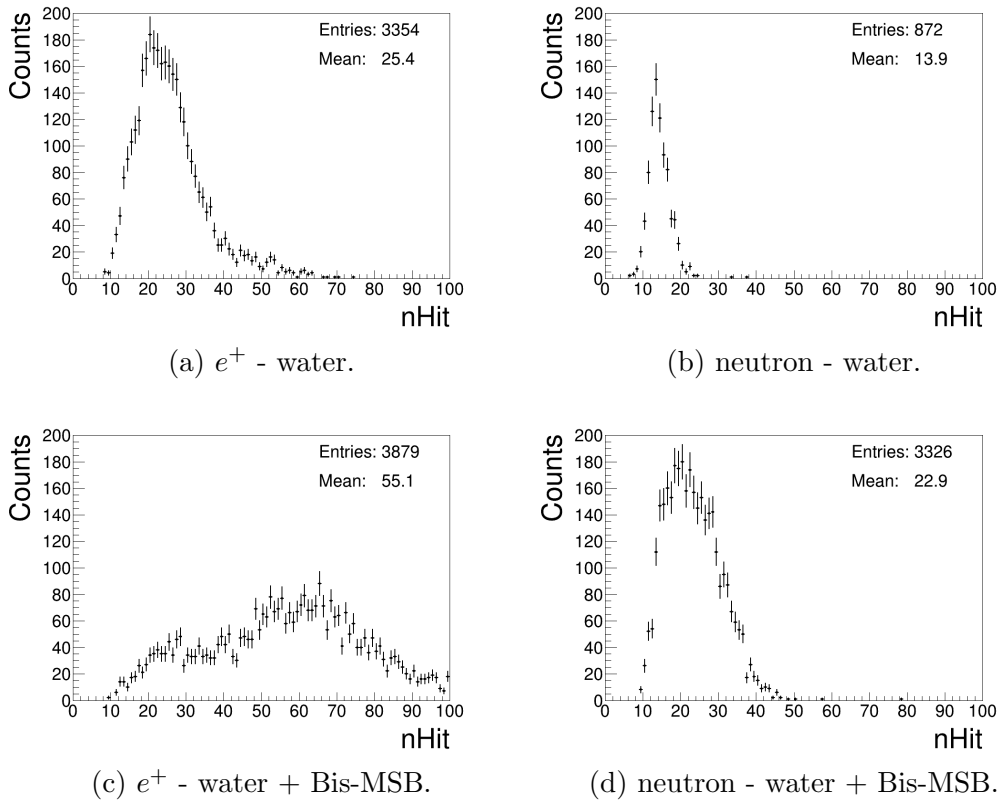 Counts
200
180
160
140
120
100
80
60
40
20
0
Entries: 3354
Mean: 25.4
0 10 20 30 40 50 60 70 80 90 100
nHit
(a) e⁺ - water.
Counts
200
180
160
140
120
100
80
60
40
20
0
Entries: 872
Mean: 13.9
0 10 20 30 40 50 60 70 80 90 100
nHit
(b) neutron - water.
Counts
200
180
160
140
120
100
80
60
40
20
0
Entries: 3879
Mean: 55.1
0 10 20 30 40 50 60 70 80 90 100
nHit
(c) e⁺ - water + Bis-MSB.
Counts
200
180
160
140
120
100
80
60
40
20
0
Entries: 3326
Mean: 22.9
0 10 20 30 40 50 60 70 80 90 100
nHit
(d) neutron - water + Bis-MSB.